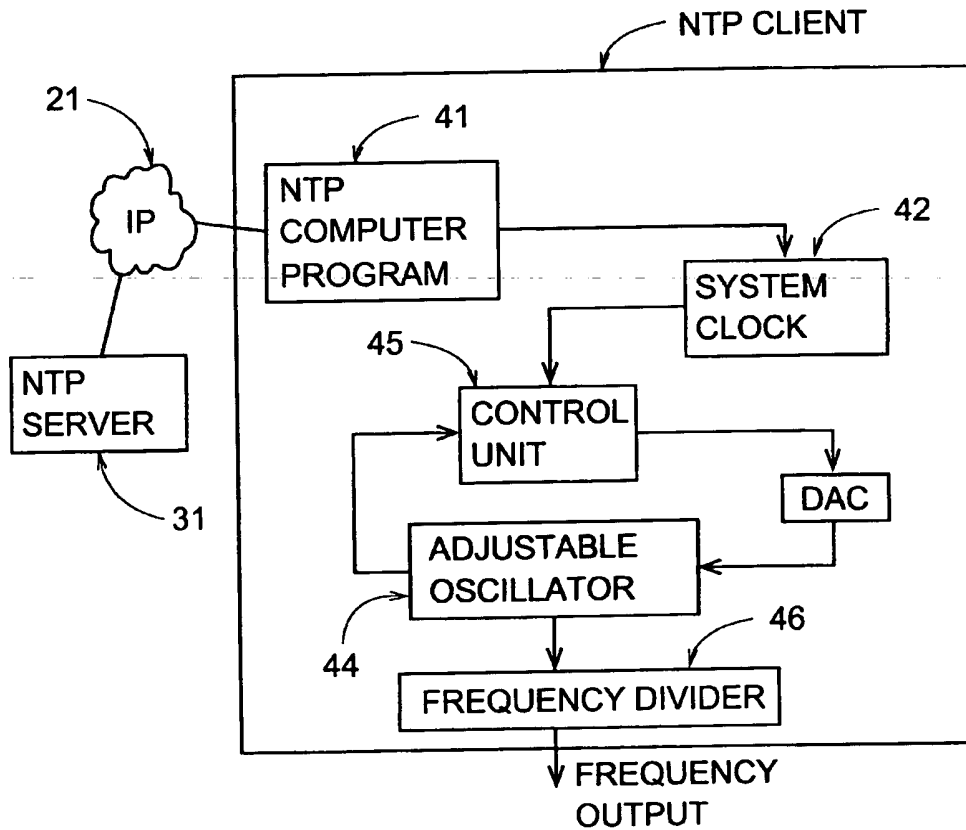 NTP CLIENT
21
41
IP
NTP
COMPUTER
PROGRAM
42
SYSTEM
CLOCK
45
NTP
SERVER
CONTROL
UNIT
31
DAC
ADJUSTABLE
OSCILLATOR
44
46
FREQUENCY DIVIDER
FREQUENCY
OUTPUT